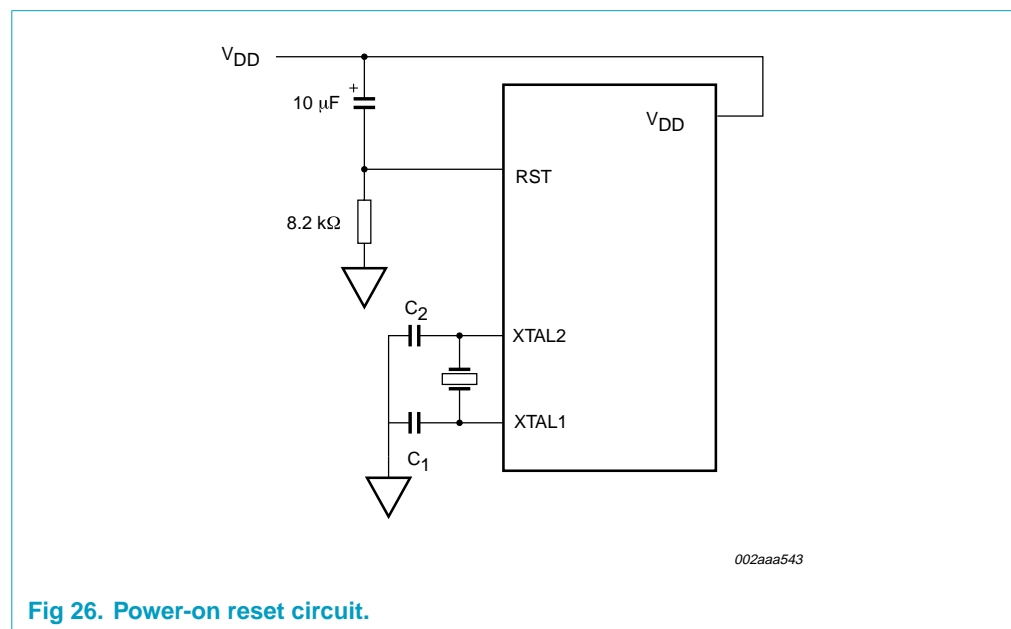 VDD
+
10 μF
VDD
RST
8.2 kΩ
C2
XTAL2
XTAL1
C1
002aaa543
Fig 26. Power-on reset circuit.